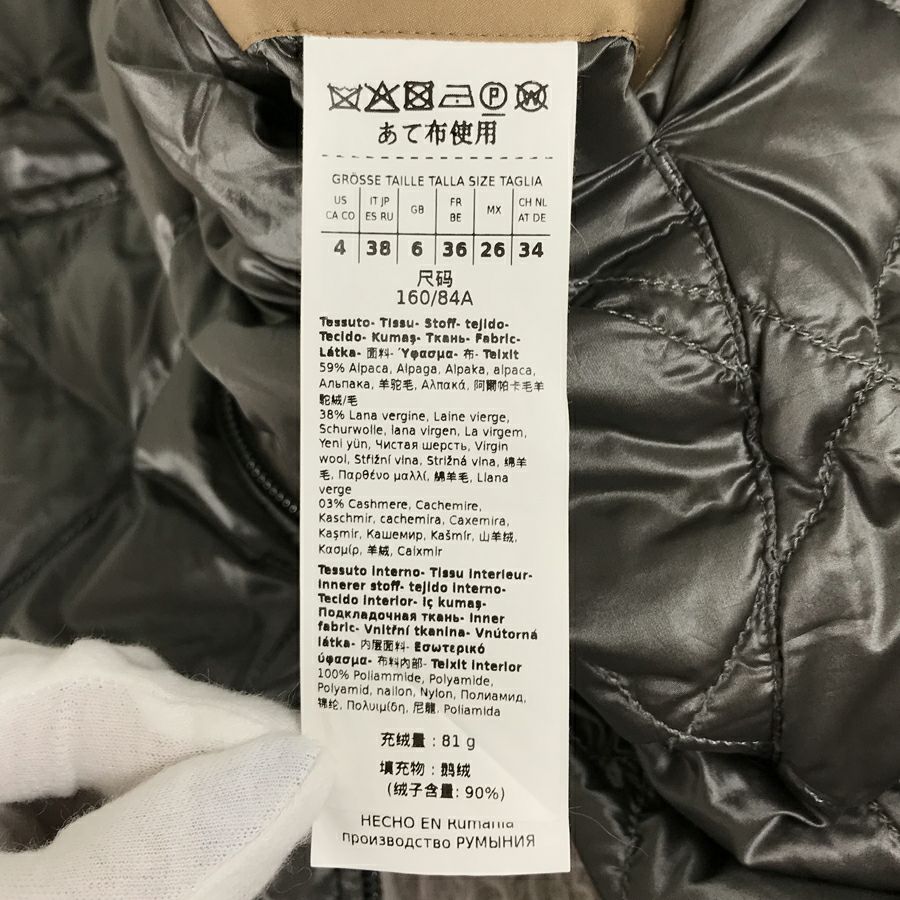 あて布使用
GRÖSSE TAILLE TALLA SIZE TAGLIA
US CA CO IT JP ES RU GB FR BE MX CH NL AT DE
4 38 6 36 26 34
尺码
160/84A
Tessuto- Tissu- Stoff- tejido-
Tecido- Kumaş- Ткань- Fabric-
Látka- 面料- Ύφασμα- 布- Teixit
59% Alpaca, Alpaga, Alpaka, alpaca,
Альпака, 羊驼毛, Αλπακά, 阿爾帕卡毛羊
駝絨/毛
38% Lana vergine, Laine vierge,
Schurwolle, lana virgen, La virgem,
Yeni yün, Чистая шерсть, Virgin
wool, Střižní vlna, Strižná vlna, 绵羊
毛, Παρθένο μαλλί, 綿羊毛, Llana
verge
03% Cashmere, Cachemire,
Kaschmir, cachemira, Caxemira,
Kaşmir, Кашемир, Kašmír, 山羊绒,
Κασμίρ, 羊絨, Caixmir
Tessuto interno- Tissu interieur-
Innerer stoff- tejido interno-
Tecido interior- iç kumaş-
Подкладочная ткань- Inner
fabric- Vnitřní tkanina- Vnútorná
látka- 内层面料- Εσωτερικό
ύφασμα- 布料內部- Teixit interior
100% Poliammide, Polyamide,
Polyamid, nailon, Nylon, Полиамид,
锦纶, Πολυιμίδη, 尼龍, Poliamida
充绒量：81 g
填充物：鹅绒
(绒子含量: 90%)
HECHO EN Rumania
производство РУМЫНИЯ